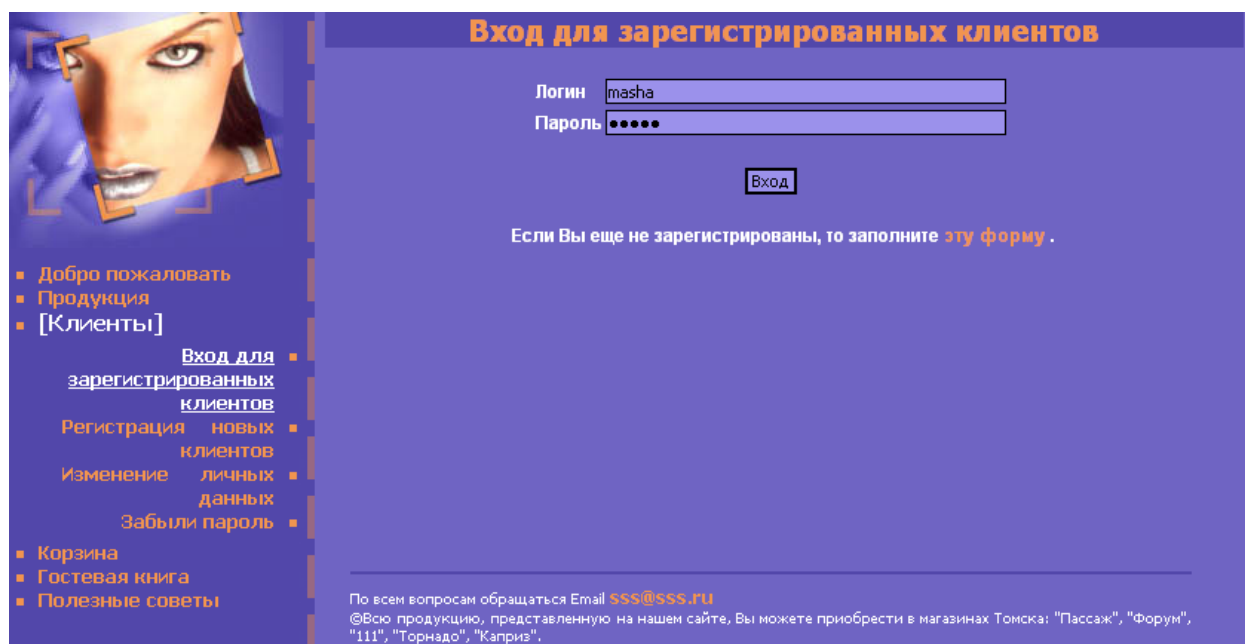 Вход для зарегистрированных клиентов
Логин masha
Пароль •••••
Вход
Если Вы еще не зарегистрированы, то заполните эту форму .
Добро пожаловать
Продукция
[Клиенты]
Вход для
зарегистрированных
клиентов
Регистрация новых
клиентов
Изменение личных
данных
Забыли пароль
Корзина
Гостевая книга
Полезные советы
По всем вопросам обращаться Email sss@sss.ru
©Всю продукцию, представленную на нашем сайте, Вы можете приобрести в магазинах Томска: "Пассаж", "Форум",
"111", "Торнадо", "Каприз".